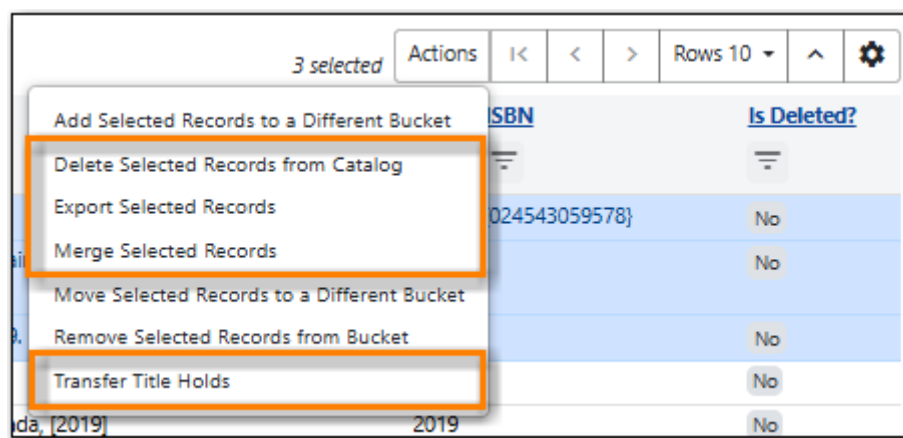 3 selected Actions Rows 10
ISBN Is Deleted?
Add Selected Records to a Different Bucket
Delete Selected Records from Catalog
Export Selected Records
024543059578} No
Merge Selected Records
No
Move Selected Records to a Different Bucket
9. Remove Selected Records from Bucket No
Transfer Title Holds No
[2019] 2019 No